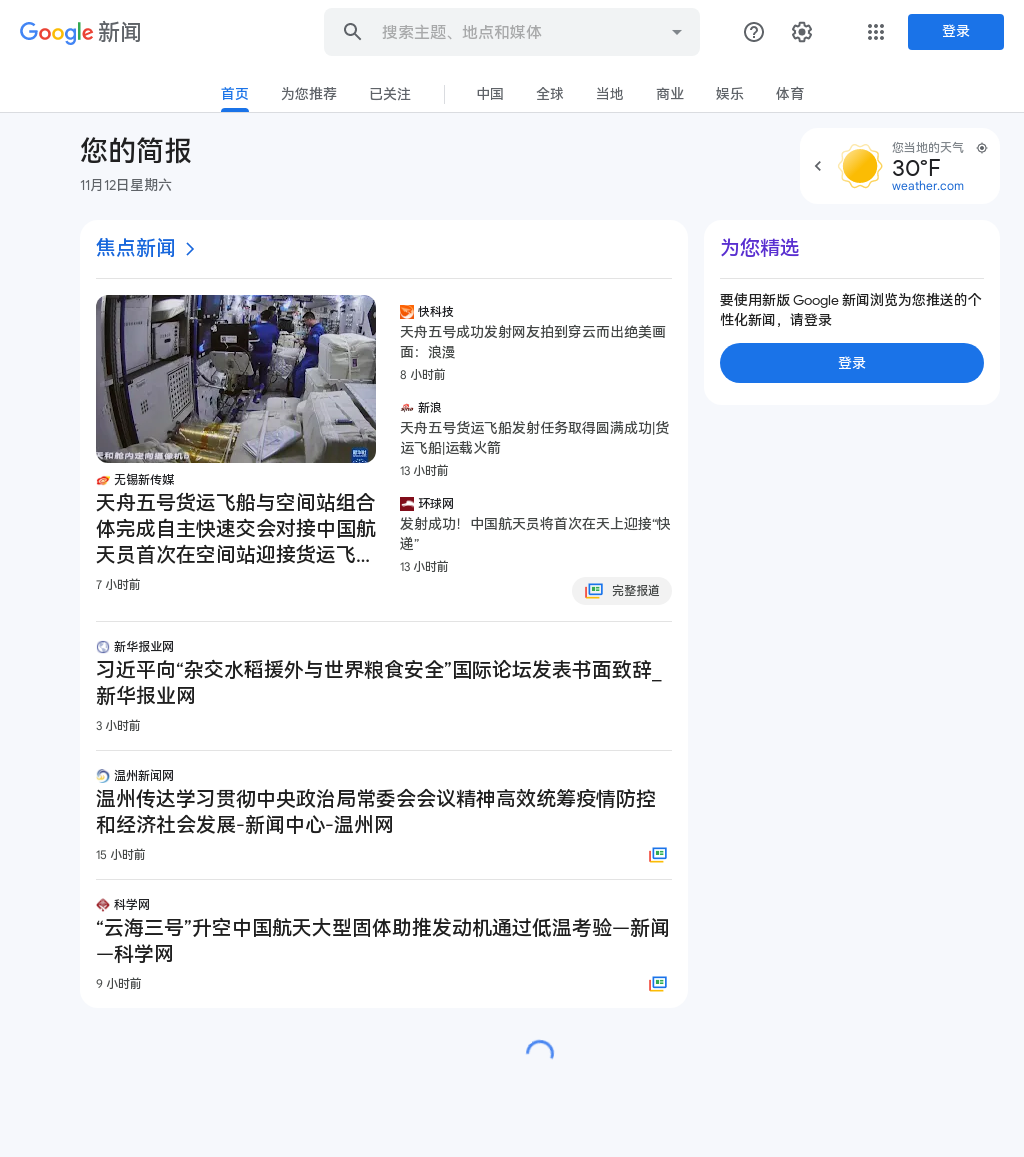 Google 新闻
搜索主题、地点和媒体
登录
首页
为您推荐
已关注
中国
全球
当地
商业
娱乐
体育
您的简报
11月12日星期六
您当地的天气
30°F
weather.com
焦点新闻
天和舱内定向摄像机B
无锡新传媒
天舟五号货运飞船与空间站组合
体完成自主快速交会对接中国航
天员首次在空间站迎接货运飞...
7 小时前
快科技
天舟五号成功发射网友拍到穿云而出绝美画
面：浪漫
8 小时前
新浪
天舟五号货运飞船发射任务取得圆满成功|货
运飞船|运载火箭
13 小时前
环球网
发射成功！中国航天员将首次在天上迎接“快
递”
13 小时前
完整报道
新华报业网
习近平向“杂交水稻援外与世界粮食安全”国际论坛发表书面致辞_
新华报业网
3 小时前
温州新闻网
温州传达学习贯彻中央政治局常委会会议精神高效统筹疫情防控
和经济社会发展-新闻中心-温州网
15 小时前
科学网
“云海三号”升空中国航天大型固体助推发动机通过低温考验—新闻
—科学网
9 小时前
为您精选
要使用新版 Google 新闻浏览为您推送的个
性化新闻，请登录
登录